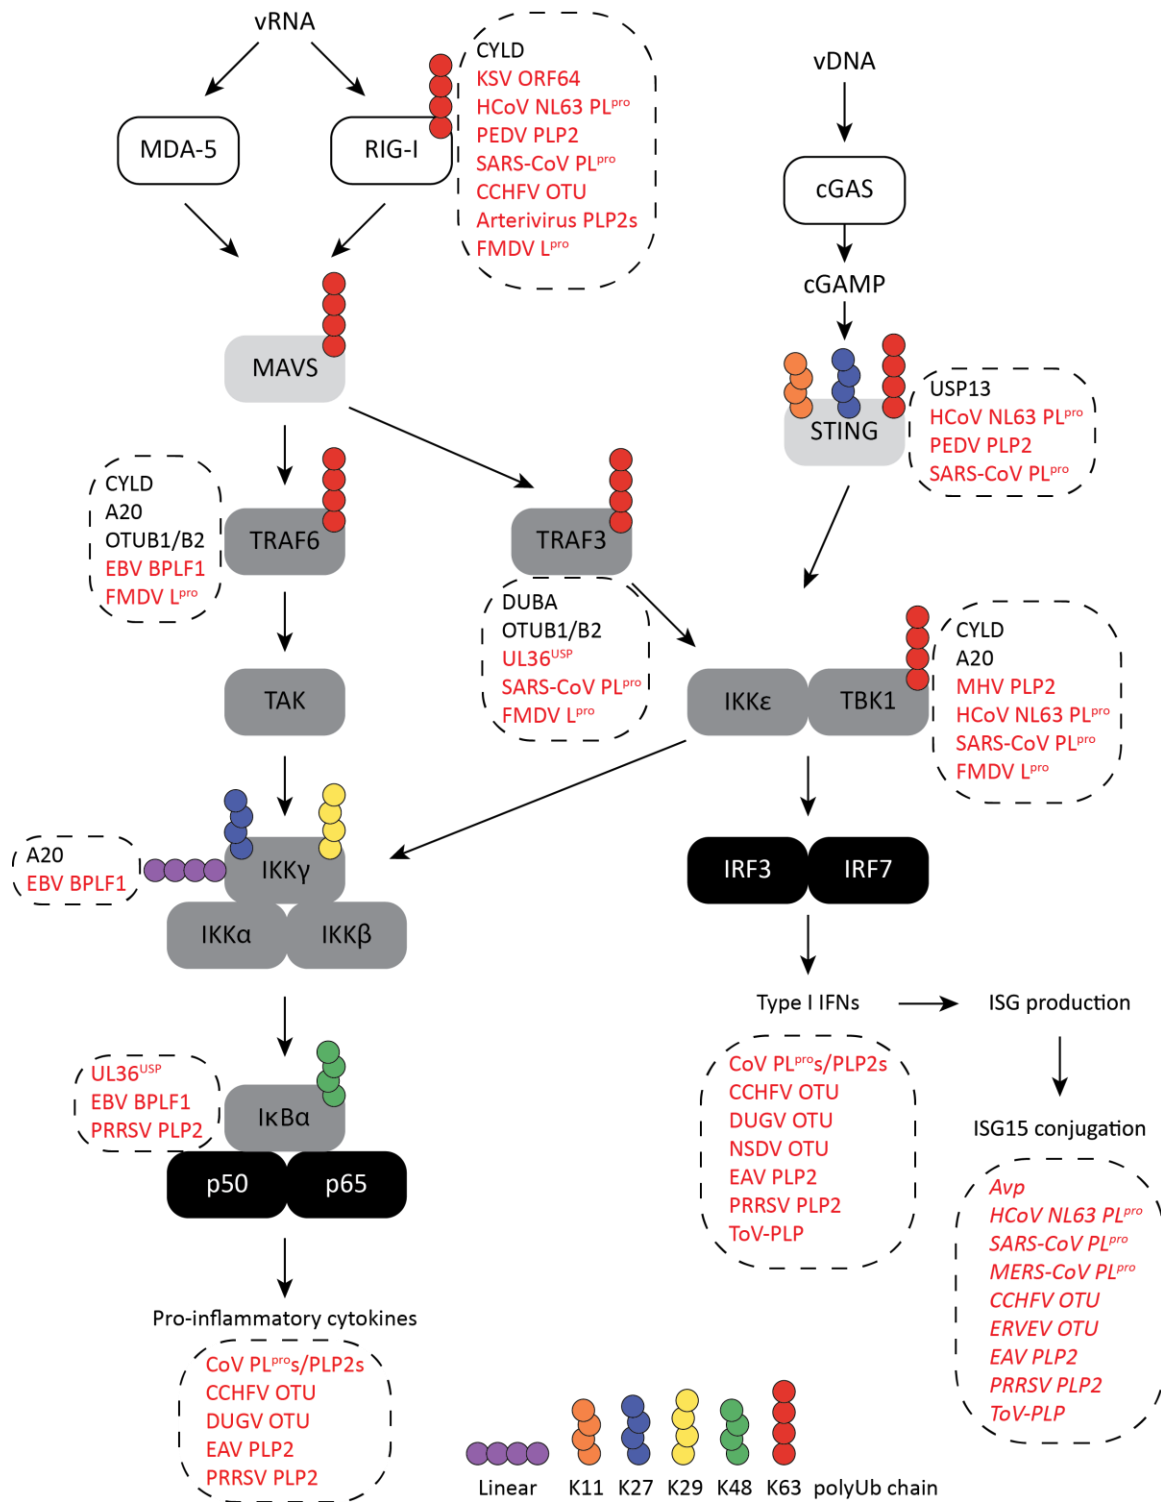 vRNA
MDA-5
RIG-I
CYLD
KSV ORF64
HCoV NL63 PLpro
PEDV PLP2
SARS-CoV PLpro
CCHFV OTU
Arterivirus PLP2s
FMDV Lpro
vDNA
cGAS
cGAMP
STING
USP13
HCoV NL63 PLpro
PEDV PLP2
SARS-CoV PLpro
MAVS
CYLD
A20
OTUB1/B2
EBV BPLF1
FMDV Lpro
TRAF6
TRAF3
DUBA
OTUB1/B2
UL36USP
SARS-CoV PLpro
FMDV Lpro
TAK
IKKε
TBK1
CYLD
A20
MHV PLP2
HCoV NL63 PLpro
SARS-CoV PLpro
FMDV Lpro
A20
EBV BPLF1
IKKγ
IKKα
IKKβ
IRF3
IRF7
Type I IFNs
ISG production
CoV PLpros/PLP2s
CCHFV OTU
DUGV OTU
NSDV OTU
EAV PLP2
PRRSV PLP2
ToV-PLP
UL36USP
EBV BPLF1
PRRSV PLP2
IκBα
p50
p65
ISG15 conjugation
Avp
HCoV NL63 PLpro
SARS-CoV PLpro
MERS-CoV PLpro
CCHFV OTU
ERVEV OTU
EAV PLP2
PRRSV PLP2
ToV-PLP
Pro-inflammatory cytokines
CoV PLpros/PLP2s
CCHFV OTU
DUGV OTU
EAV PLP2
PRRSV PLP2
Linear K11 K27 K29 K48 K63 polyUb chain